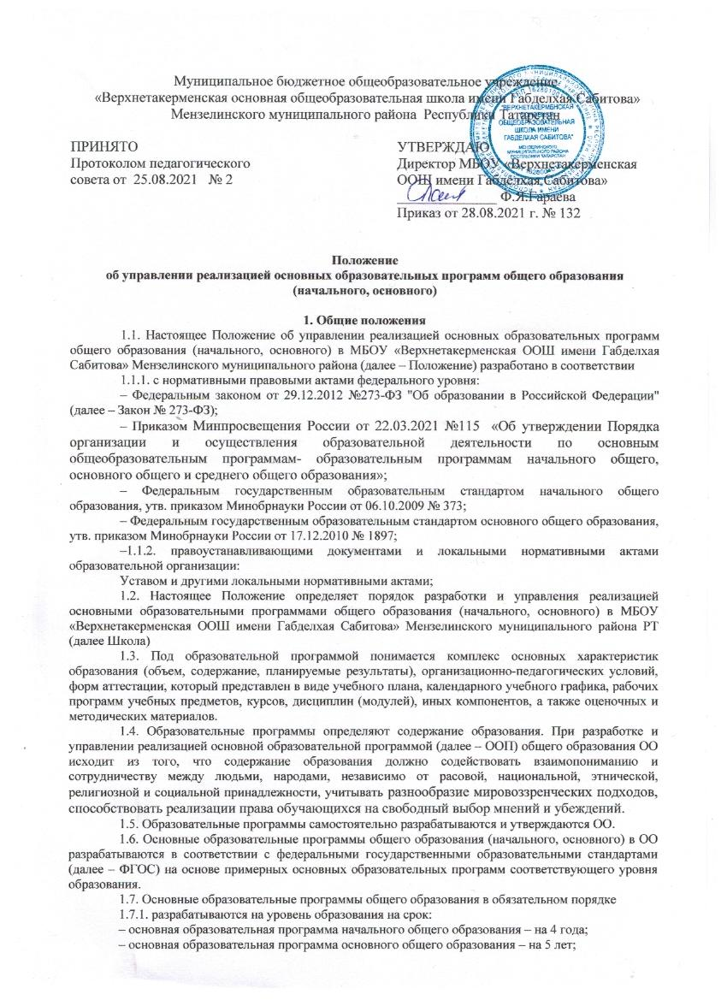 Муниципальное бюджетное общеобразовательное учреждение
«Верхнетакерменская основная общеобразовательная школа имени Габделхая Сабитова»
Мензелинского муниципального района Республики Татарстан
ПРИНЯТО
Протоколом педагогического
совета от 25.08.2021 № 2
УТВЕРЖДАЮ
Директор МБОУ «Верхнетакерменская
ООШ имени Габделхая Сабитова»
______________ Ф.Я.Гараева
Приказ от 28.08.2021 г. № 132
"ВЕРХНЕТАКЕРМЕНСКАЯ
ОБЩЕОБРАЗОВАТЕЛЬНАЯ
ШКОЛА ИМЕНИ
ГАБДЕЛХАЯ САБИТОВА"
МЕНЗЕЛИНСКОГО
МУНИЦИПАЛЬНОГО РАЙОНА
РЕСПУБЛИКИ ТАТАРСТАН
Положение
об управлении реализацией основных образовательных программ общего образования
(начального, основного)
1. Общие положения
1.1. Настоящее Положение об управлении реализацией основных образовательных программ
общего образования (начального, основного) в МБОУ «Верхнетакерменская ООШ имени Габделхая
Сабитова» Мензелинского муниципального района (далее – Положение) разработано в соответствии
1.1.1. с нормативными правовыми актами федерального уровня:
– Федеральным законом от 29.12.2012 №273-ФЗ "Об образовании в Российской Федерации"
(далее – Закон № 273-ФЗ);
– Приказом Минпросвещения России от 22.03.2021 №115 «Об утверждении Порядка
организации и осуществления образовательной деятельности по основным
общеобразовательным программам- образовательным программам начального общего,
основного общего и среднего общего образования»;
– Федеральным государственным образовательным стандартом начального общего
образования, утв. приказом Минобрнауки России от 06.10.2009 № 373;
– Федеральным государственным образовательным стандартом основного общего образования,
утв. приказом Минобрнауки России от 17.12.2010 № 1897;
–1.1.2. правоустанавливающими документами и локальными нормативными актами
образовательной организации:
Уставом и другими локальными нормативными актами;
1.2. Настоящее Положение определяет порядок разработки и управления реализацией
основными образовательными программами общего образования (начального, основного) в МБОУ
«Верхнетакерменская ООШ имени Габделхая Сабитова» Мензелинского муниципального района РТ
(далее Школа)
1.3. Под образовательной программой понимается комплекс основных характеристик
образования (объем, содержание, планируемые результаты), организационно-педагогических условий,
форм аттестации, который представлен в виде учебного плана, календарного учебного графика, рабочих
программ учебных предметов, курсов, дисциплин (модулей), иных компонентов, а также оценочных и
методических материалов.
1.4. Образовательные программы определяют содержание образования. При разработке и
управлении реализацией основной образовательной программой (далее – ООП) общего образования ОО
исходит из того, что содержание образования должно содействовать взаимопониманию и
сотрудничеству между людьми, народами, независимо от расовой, национальной, этнической,
религиозной и социальной принадлежности, учитывать разнообразие мировоззренческих подходов,
способствовать реализации права обучающихся на свободный выбор мнений и убеждений.
1.5. Образовательные программы самостоятельно разрабатываются и утверждаются ОО.
1.6. Основные образовательные программы общего образования (начального, основного) в ОО
разрабатываются в соответствии с федеральными государственными образовательными стандартами
(далее – ФГОС) на основе примерных основных образовательных программ соответствующего уровня
образования.
1.7. Основные образовательные программы общего образования в обязательном порядке
1.7.1. разрабатываются на уровень образования на срок:
– основная образовательная программа начального общего образования – на 4 года;
– основная образовательная программа основного общего образования – на 5 лет;